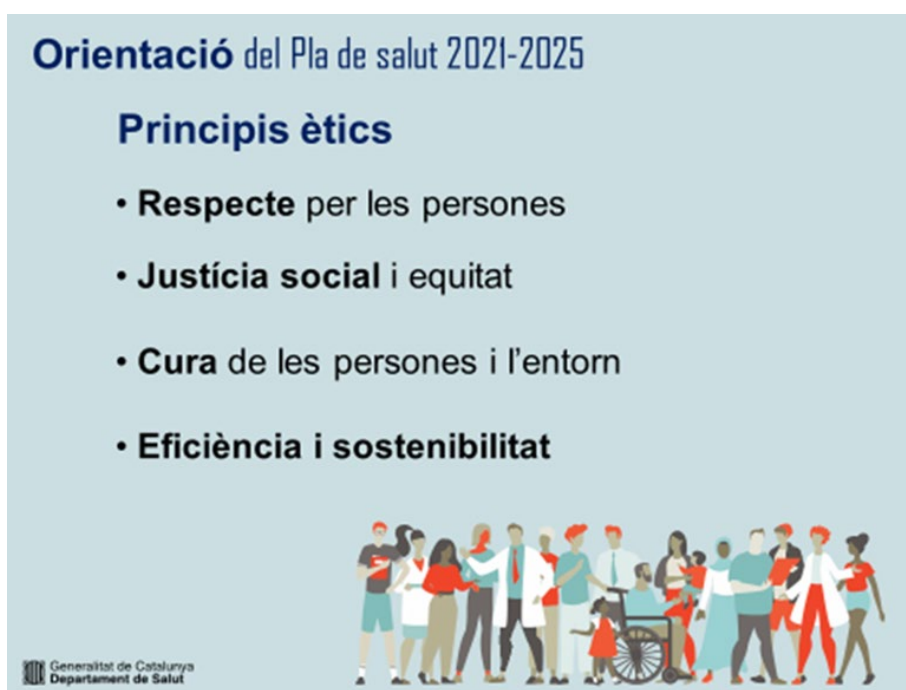 Orientació del Pla de salut 2021-2025
Principis ètics
• Respecte per les persones
• Justícia social i equitat
• Cura de les persones i l’entorn
• Eficiència i sostenibilitat
Generalitat de Catalunya
Departament de Salut